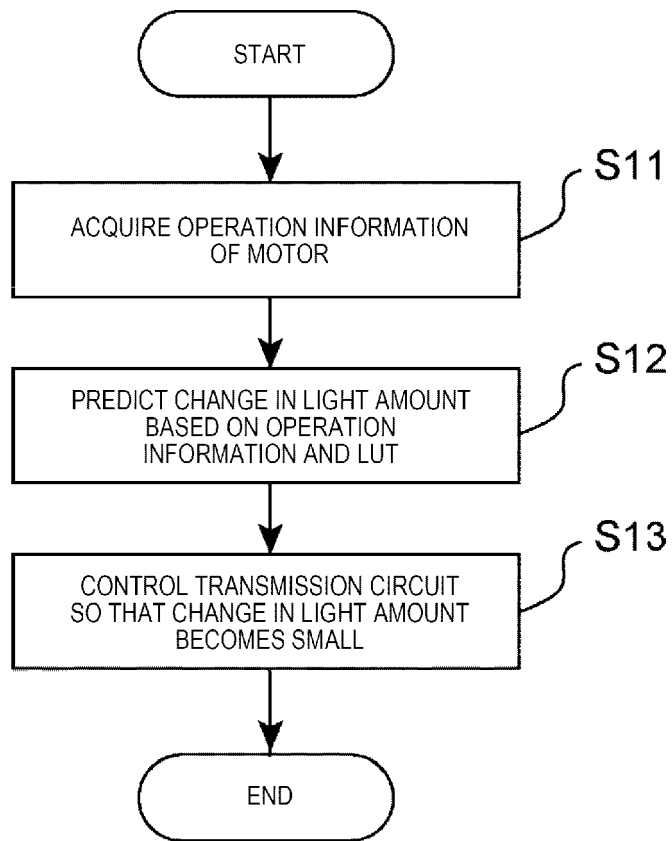 START
S11
ACQUIRE OPERATION INFORMATION
OF MOTOR
S12
PREDICT CHANGE IN LIGHT AMOUNT
BASED ON OPERATION
INFORMATION AND LUT
S13
CONTROL TRANSMISSION CIRCUIT
SO THAT CHANGE IN LIGHT AMOUNT
BECOMES SMALL
END